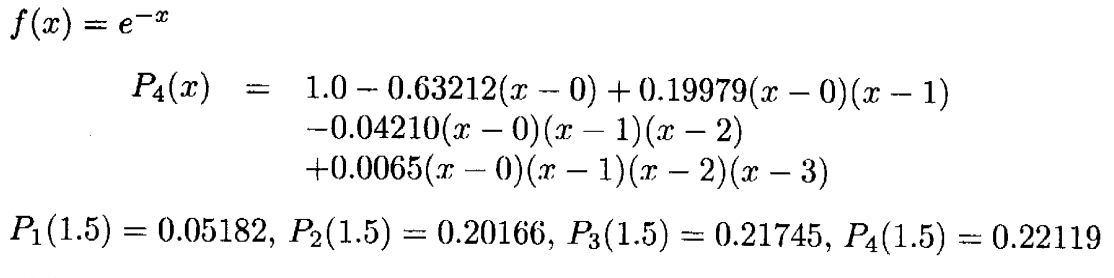 f(x) = e^{-x}
P_4(x) = 1.0 − 0.63212(x − 0) + 0.19979(x − 0)(x − 1)
−0.04210(x − 0)(x − 1)(x − 2)
+0.0065(x − 0)(x − 1)(x − 2)(x − 3)
P_1(1.5) = 0.05182, P_2(1.5) = 0.20166, P_3(1.5) = 0.21745, P_4(1.5) = 0.22119